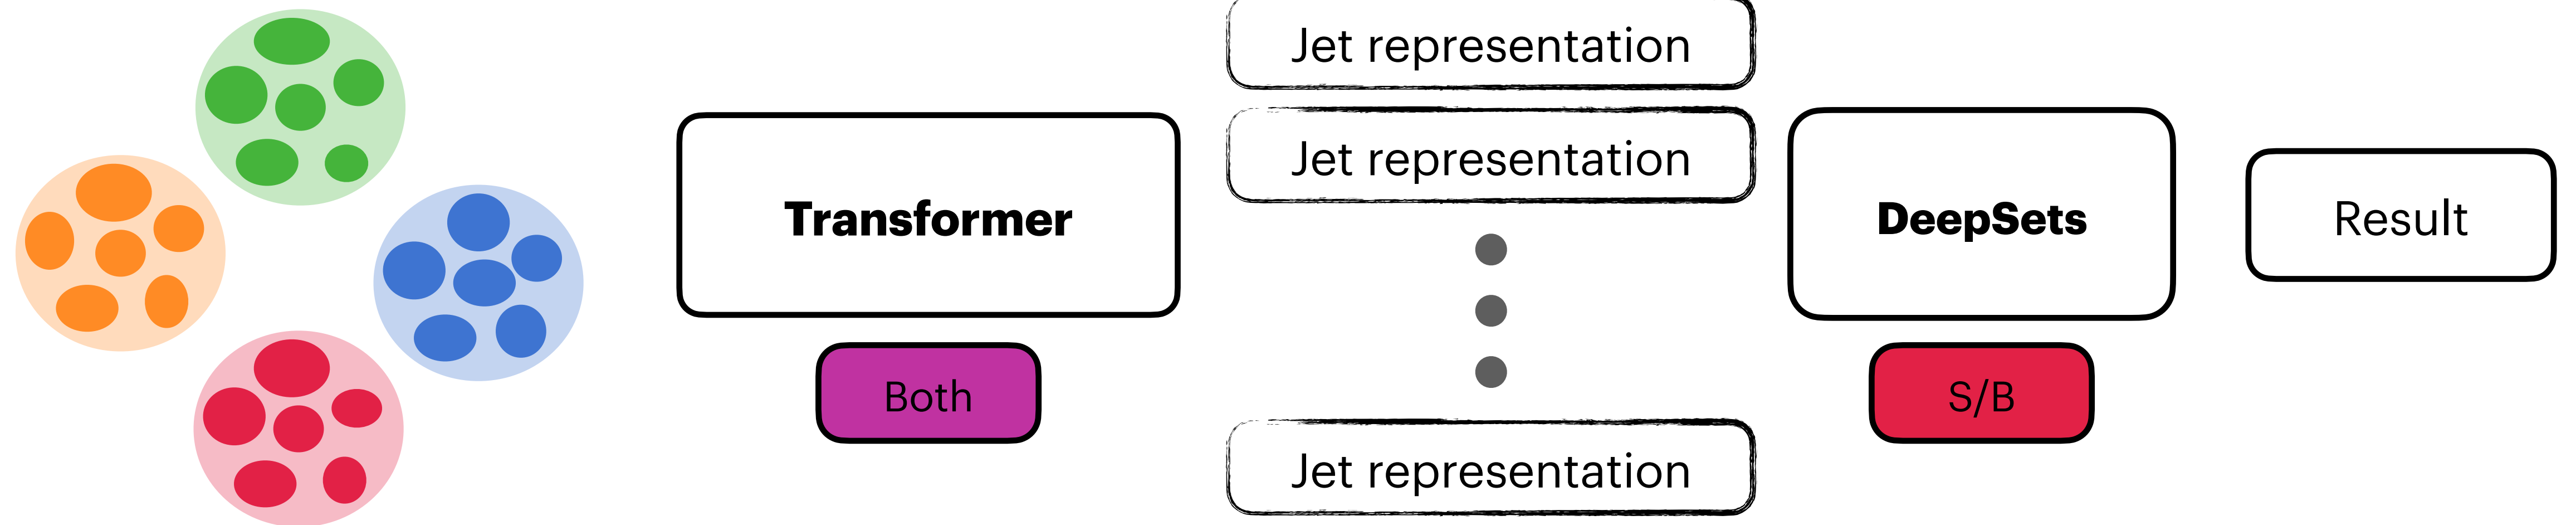 Transformer
Both
Jet representation
Jet representation
Jet representation
DeepSets
S/B
Result